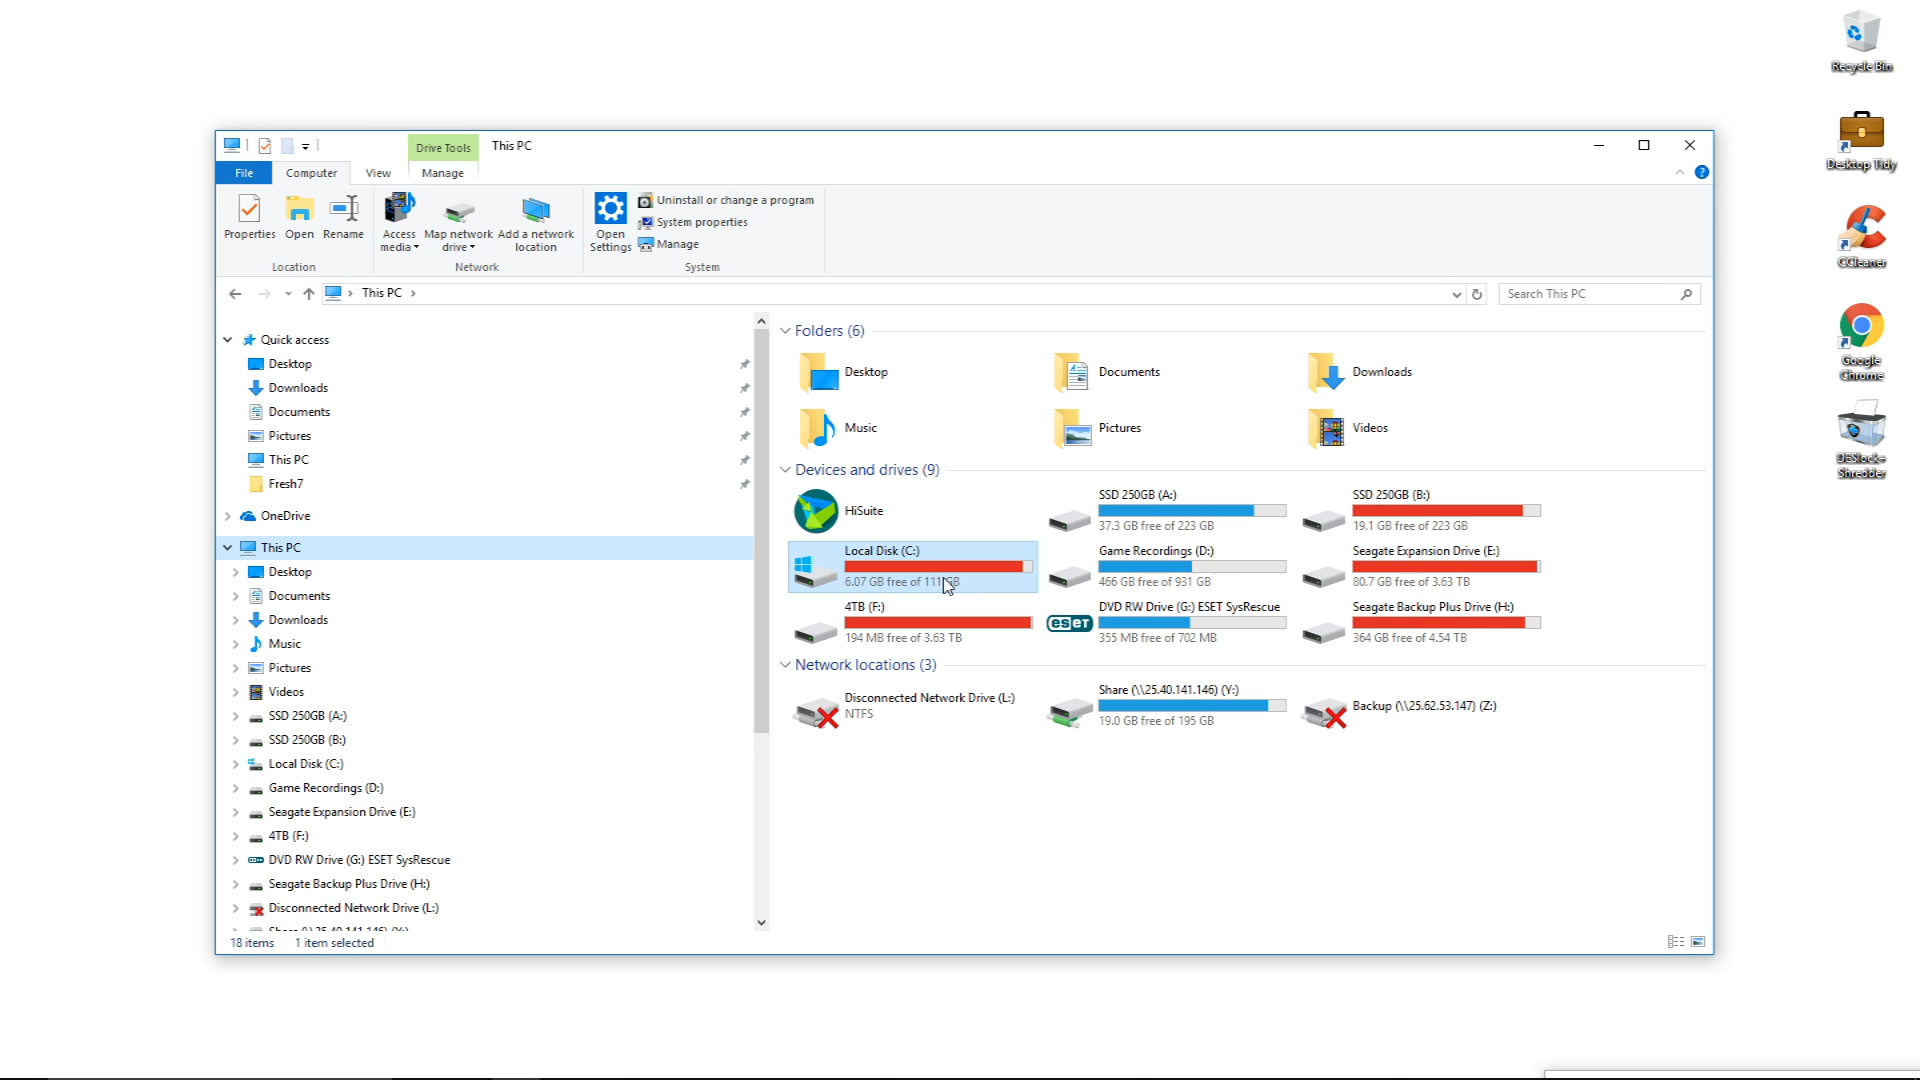 Recycle Bin
Desktop Tidy
CCleaner
Google
Chrome
DESlock+
Shredder
Drive Tools
This PC
File
Computer
View
Manage
Properties
Open
Rename
Access
media
Map network
drive
Add a network
location
Open
Settings
Uninstall or change a program
System properties
Manage
Location
Network
System
This PC
Search This PC
Quick access
Desktop
Downloads
Documents
Pictures
This PC
Fresh7
OneDrive
This PC
Desktop
Documents
Downloads
Music
Pictures
Videos
SSD 250GB (A:)
SSD 250GB (B:)
Local Disk (C:)
Game Recordings (D:)
Seagate Expansion Drive (E:)
4TB (F:)
DVD RW Drive (G:) ESET SysRescue
Seagate Backup Plus Drive (H:)
Disconnected Network Drive (L:)
Folders (6)
Desktop
Documents
Downloads
Music
Pictures
Videos
Devices and drives (9)
HiSuite
SSD 250GB (A:)
37.3 GB free of 223 GB
SSD 250GB (B:)
19.1 GB free of 223 GB
Local Disk (C:)
6.07 GB free of 111 GB
Game Recordings (D:)
466 GB free of 931 GB
Seagate Expansion Drive (E:)
80.7 GB free of 3.63 TB
4TB (F:)
194 MB free of 3.63 TB
eset
DVD RW Drive (G:) ESET SysRescue
355 MB free of 702 MB
Seagate Backup Plus Drive (H:)
364 GB free of 4.54 TB
Network locations (3)
Disconnected Network Drive (L:)
NTFS
Share (\\25.40.141.146) (Y:)
19.0 GB free of 195 GB
Backup (\\25.62.53.147) (Z:)
18 items
1 item selected